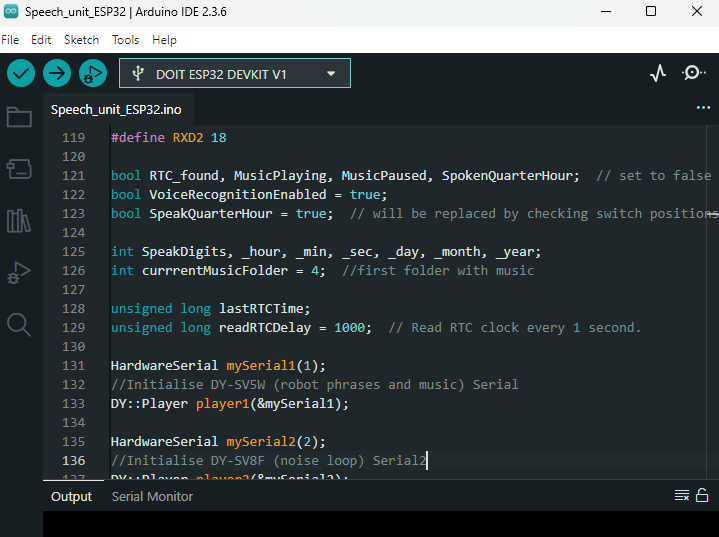 Speech_unit_ESP32 | Arduino IDE 2.3.6
File Edit Sketch Tools Help
DOIT ESP32 DEVKIT V1
Speech_unit_ESP32.ino
119 #define RXD2 18
120
121 bool RTC_found, MusicPlaying, MusicPaused, SpokenQuarterHour;  // set to false
122 bool VoiceRecognitionEnabled = true;
123 bool SpeakQuarterHour = true;  // will be replaced by checking switch positions
124
125 int SpeakDigits, _hour, _min, _sec, _day, _month, _year;
126 int currrentMusicFolder = 4;  //first folder with music
127
128 unsigned long lastRTCTime;
129 unsigned long readRTCDelay = 1000;  // Read RTC clock every 1 second.
130
131 HardwareSerial mySerial1(1);
132 //Initialise DY-SV5W (robot phrases and music) Serial
133 DY::Player player1(&mySerial1);
134
135 HardwareSerial mySerial2(2);
136 //Initialise DY-SV8F (noise loop) Serial2
137 DY::Player player2(&mySerial2);
Output Serial Monitor